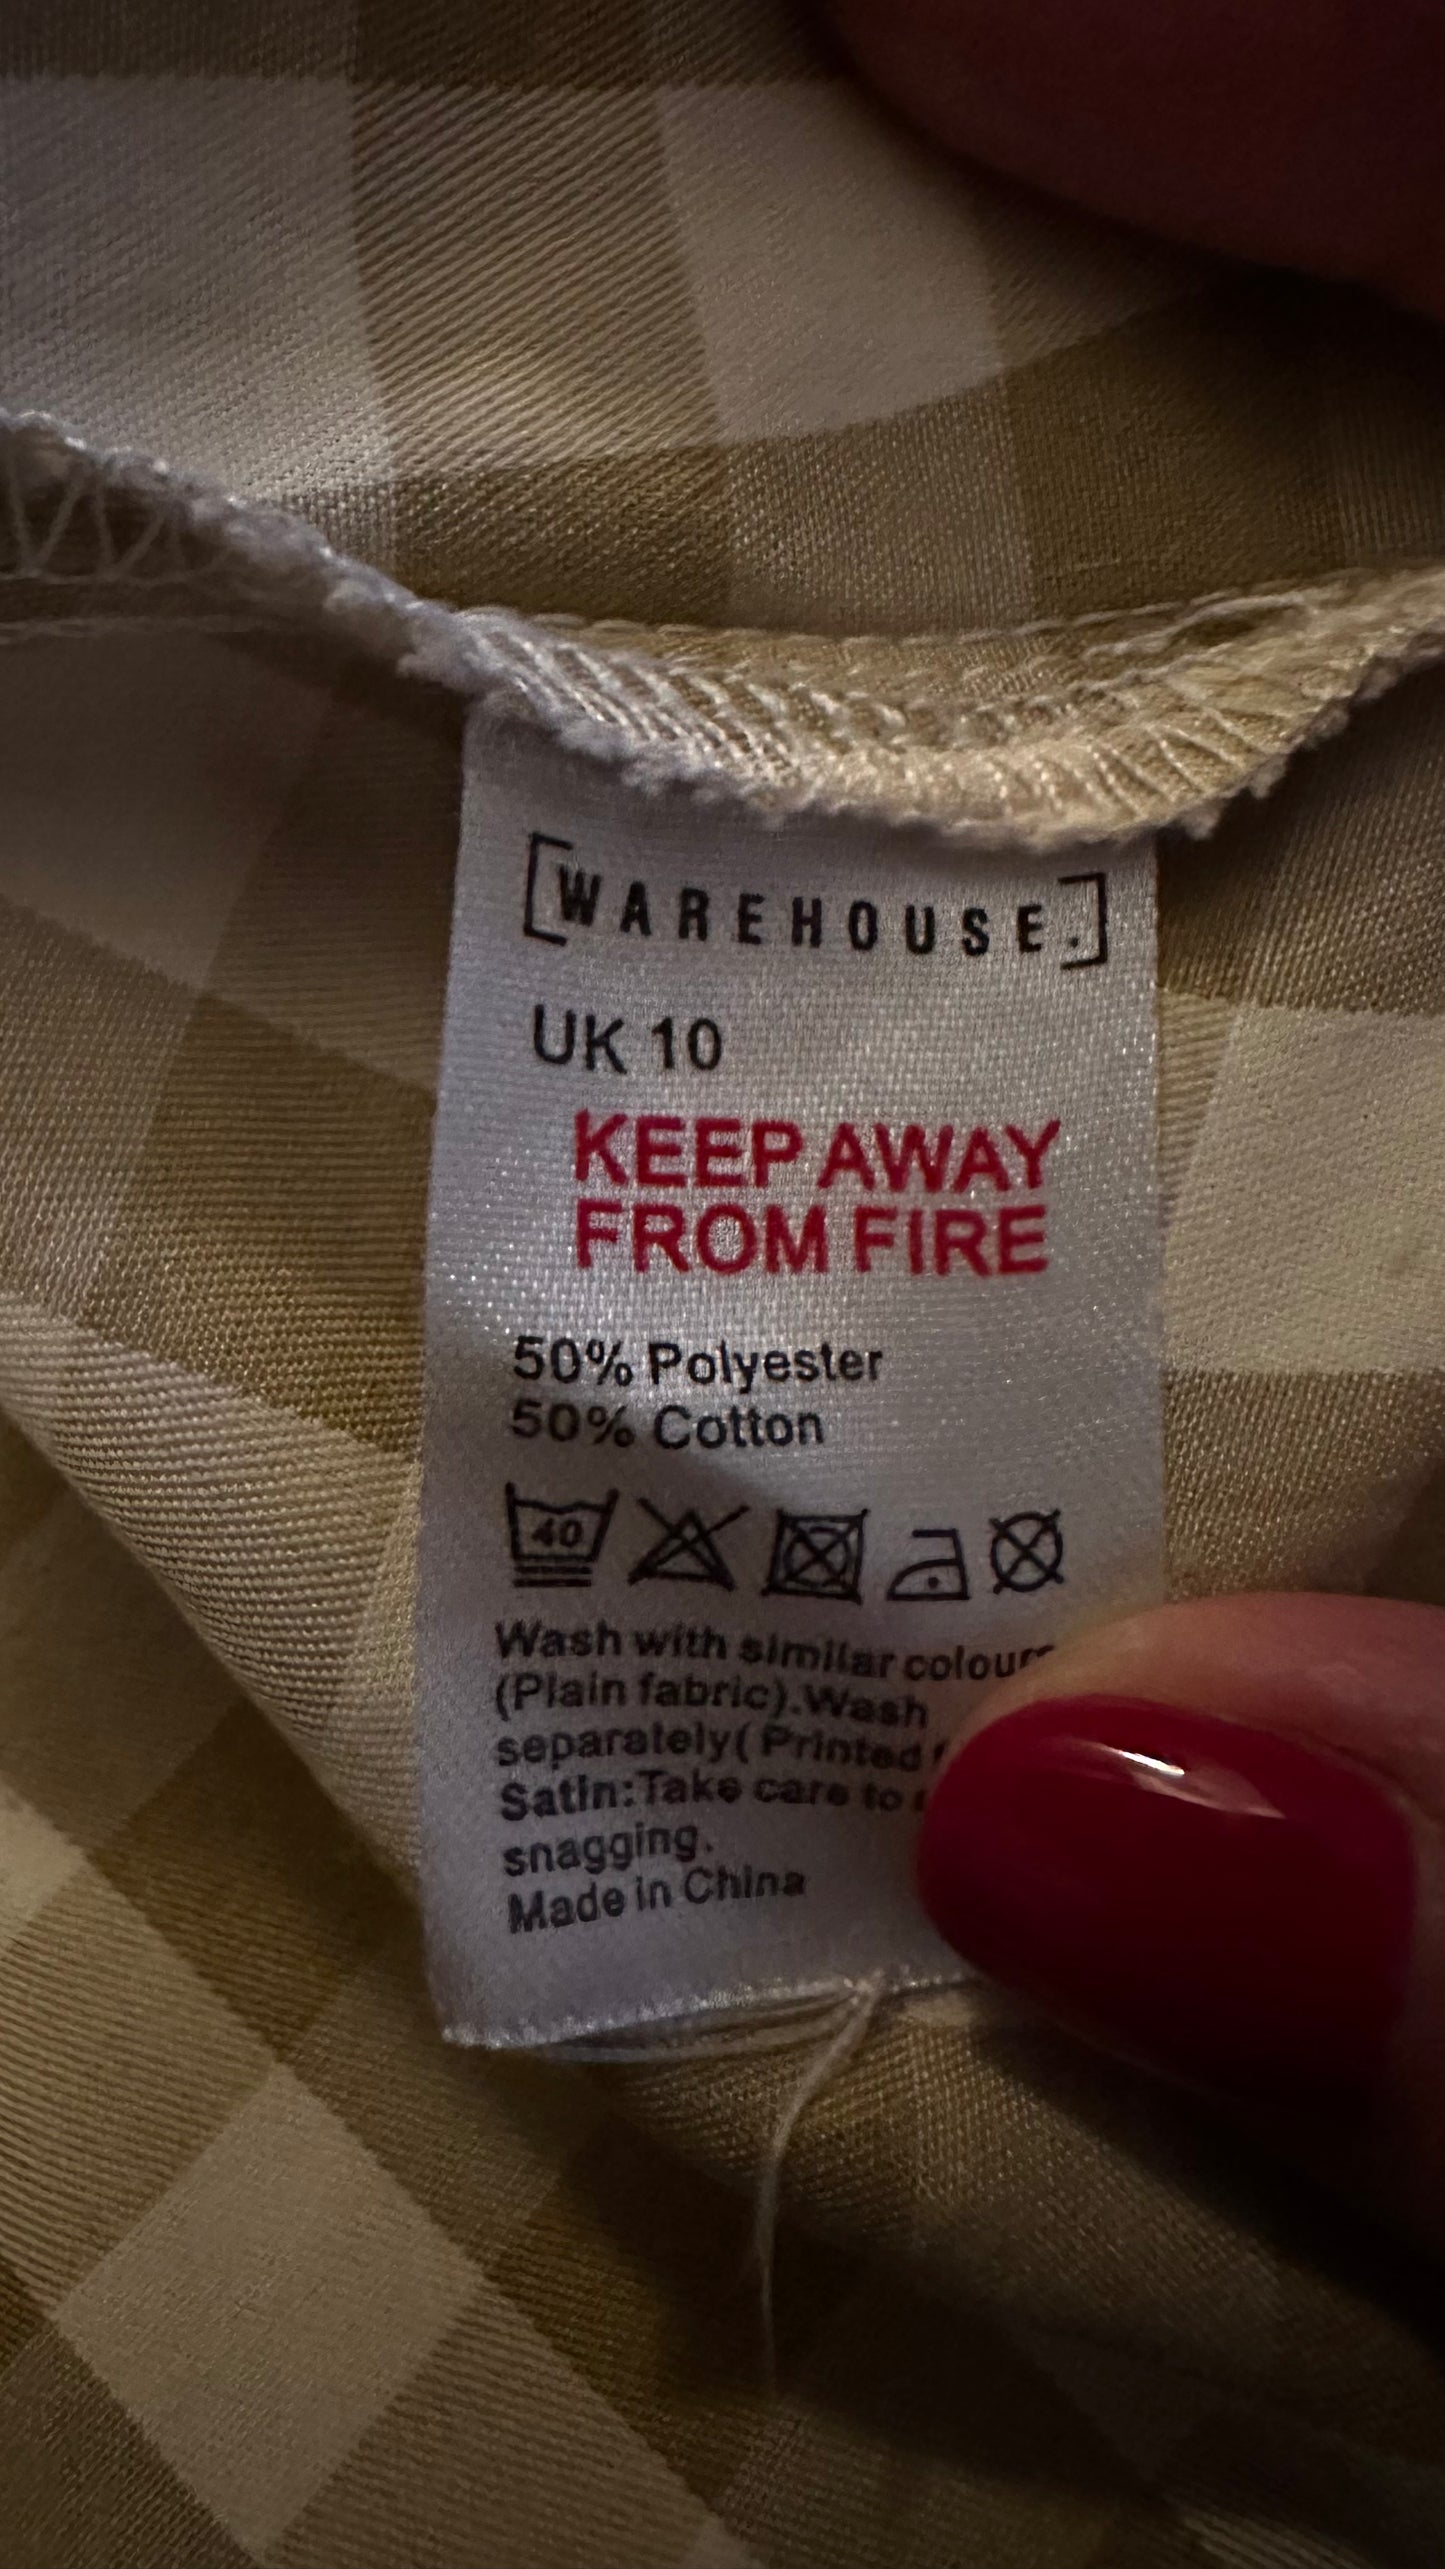 [WAREHOUSE.]
UK 10
KEEP AWAY
FROM FIRE
50% Polyester
50% Cotton
40
Wash with similar colours
(Plain fabric).Wash
separately( Printed
Satin:Take care to
snagging.
Made in China